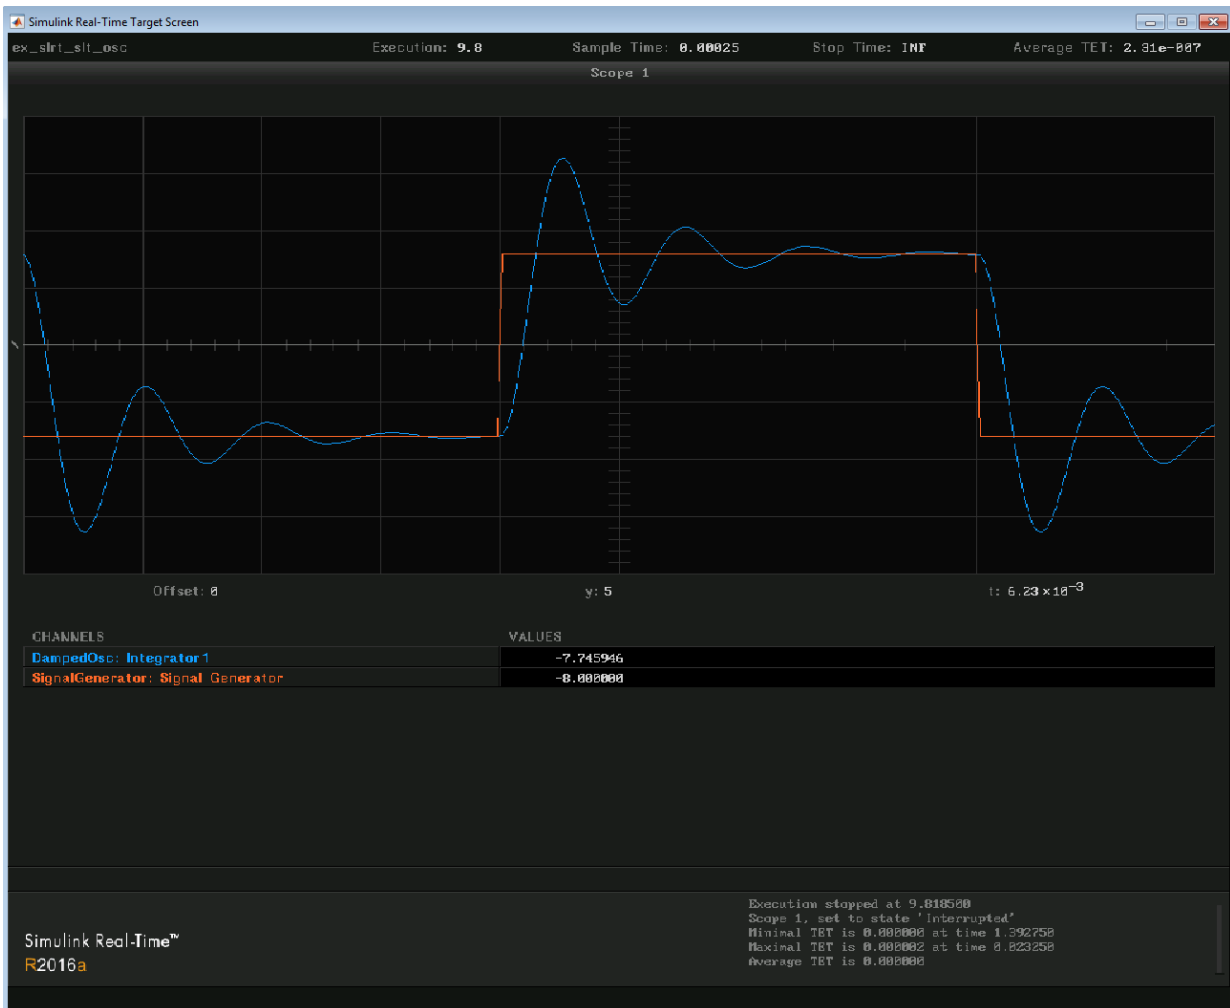 Simulink Real-Time Target Screen
ex_slrt_slt_osc Execution: 9.8 Sample Time: 0.00025 Stop Time: INF Average TET: 2.31e-007
Scope 1
Offset: 0 y: 5 t: 6.23×10⁻³
CHANNELS VALUES
DampedOsc: Integrator1 -7.745946
SignalGenerator: Signal Generator -8.000000
Execution stopped at 9.818500
Scope 1, set to state 'Interrupted'
Minimal TET is 0.000000 at time 1.392750
Maximal TET is 0.000002 at time 0.023250
Average TET is 0.000000
Simulink Real-Time™
R2016a